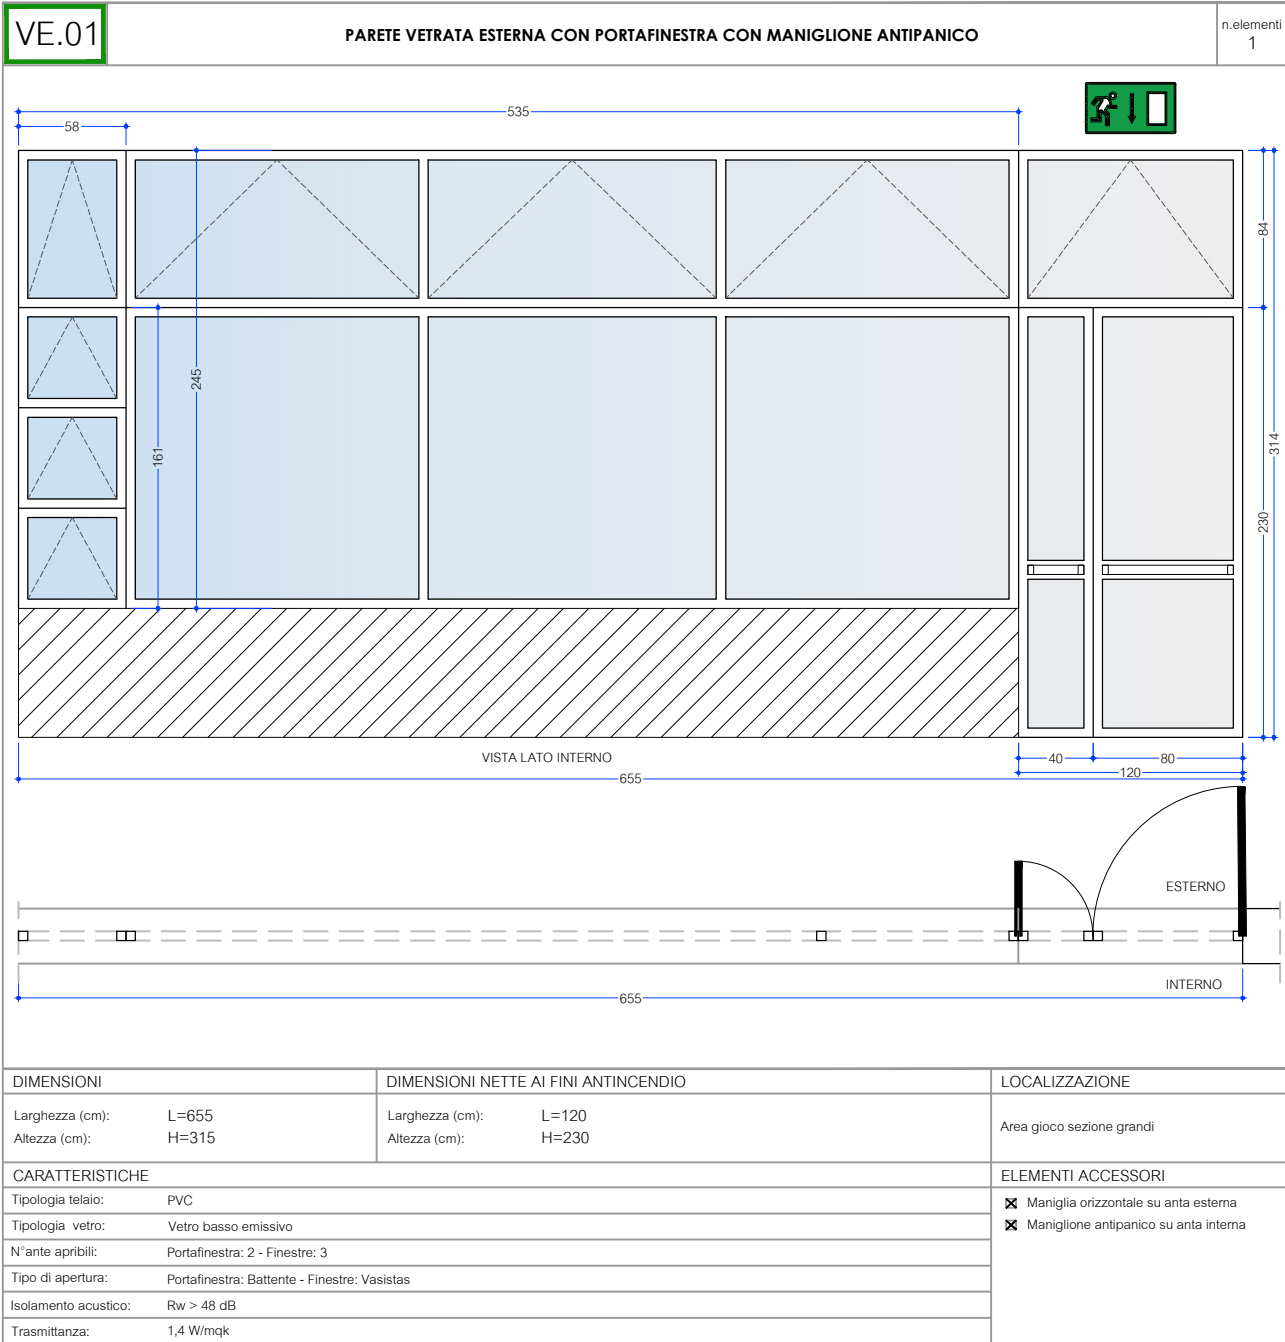 VE.01
PARETE VETRATA ESTERNA CON PORTAFINESTRA CON MANIGLIONE ANTIPANICO
n.elementi
1
535
58
84
245
161
314
230
VISTA LATO INTERNO
40
80
120
655
ESTERNO
INTERNO
655
DIMENSIONI
Larghezza (cm): L=655
Altezza (cm): H=315
DIMENSIONI NETTE AI FINI ANTINCENDIO
Larghezza (cm): L=120
Altezza (cm): H=230
LOCALIZZAZIONE
Area gioco sezione grandi
CARATTERISTICHE
Tipologia telaio: PVC
Tipologia vetro: Vetro basso emissivo
N°ante apribili: Portafinestra: 2 - Finestre: 3
Tipo di apertura: Portafinestra: Battente - Finestre: Vasistas
Isolamento acustico: Rw > 48 dB
Trasmittanza: 1,4 W/mqk
ELEMENTI ACCESSORI
Maniglia orizzontale su anta esterna
Maniglione antipanico su anta interna